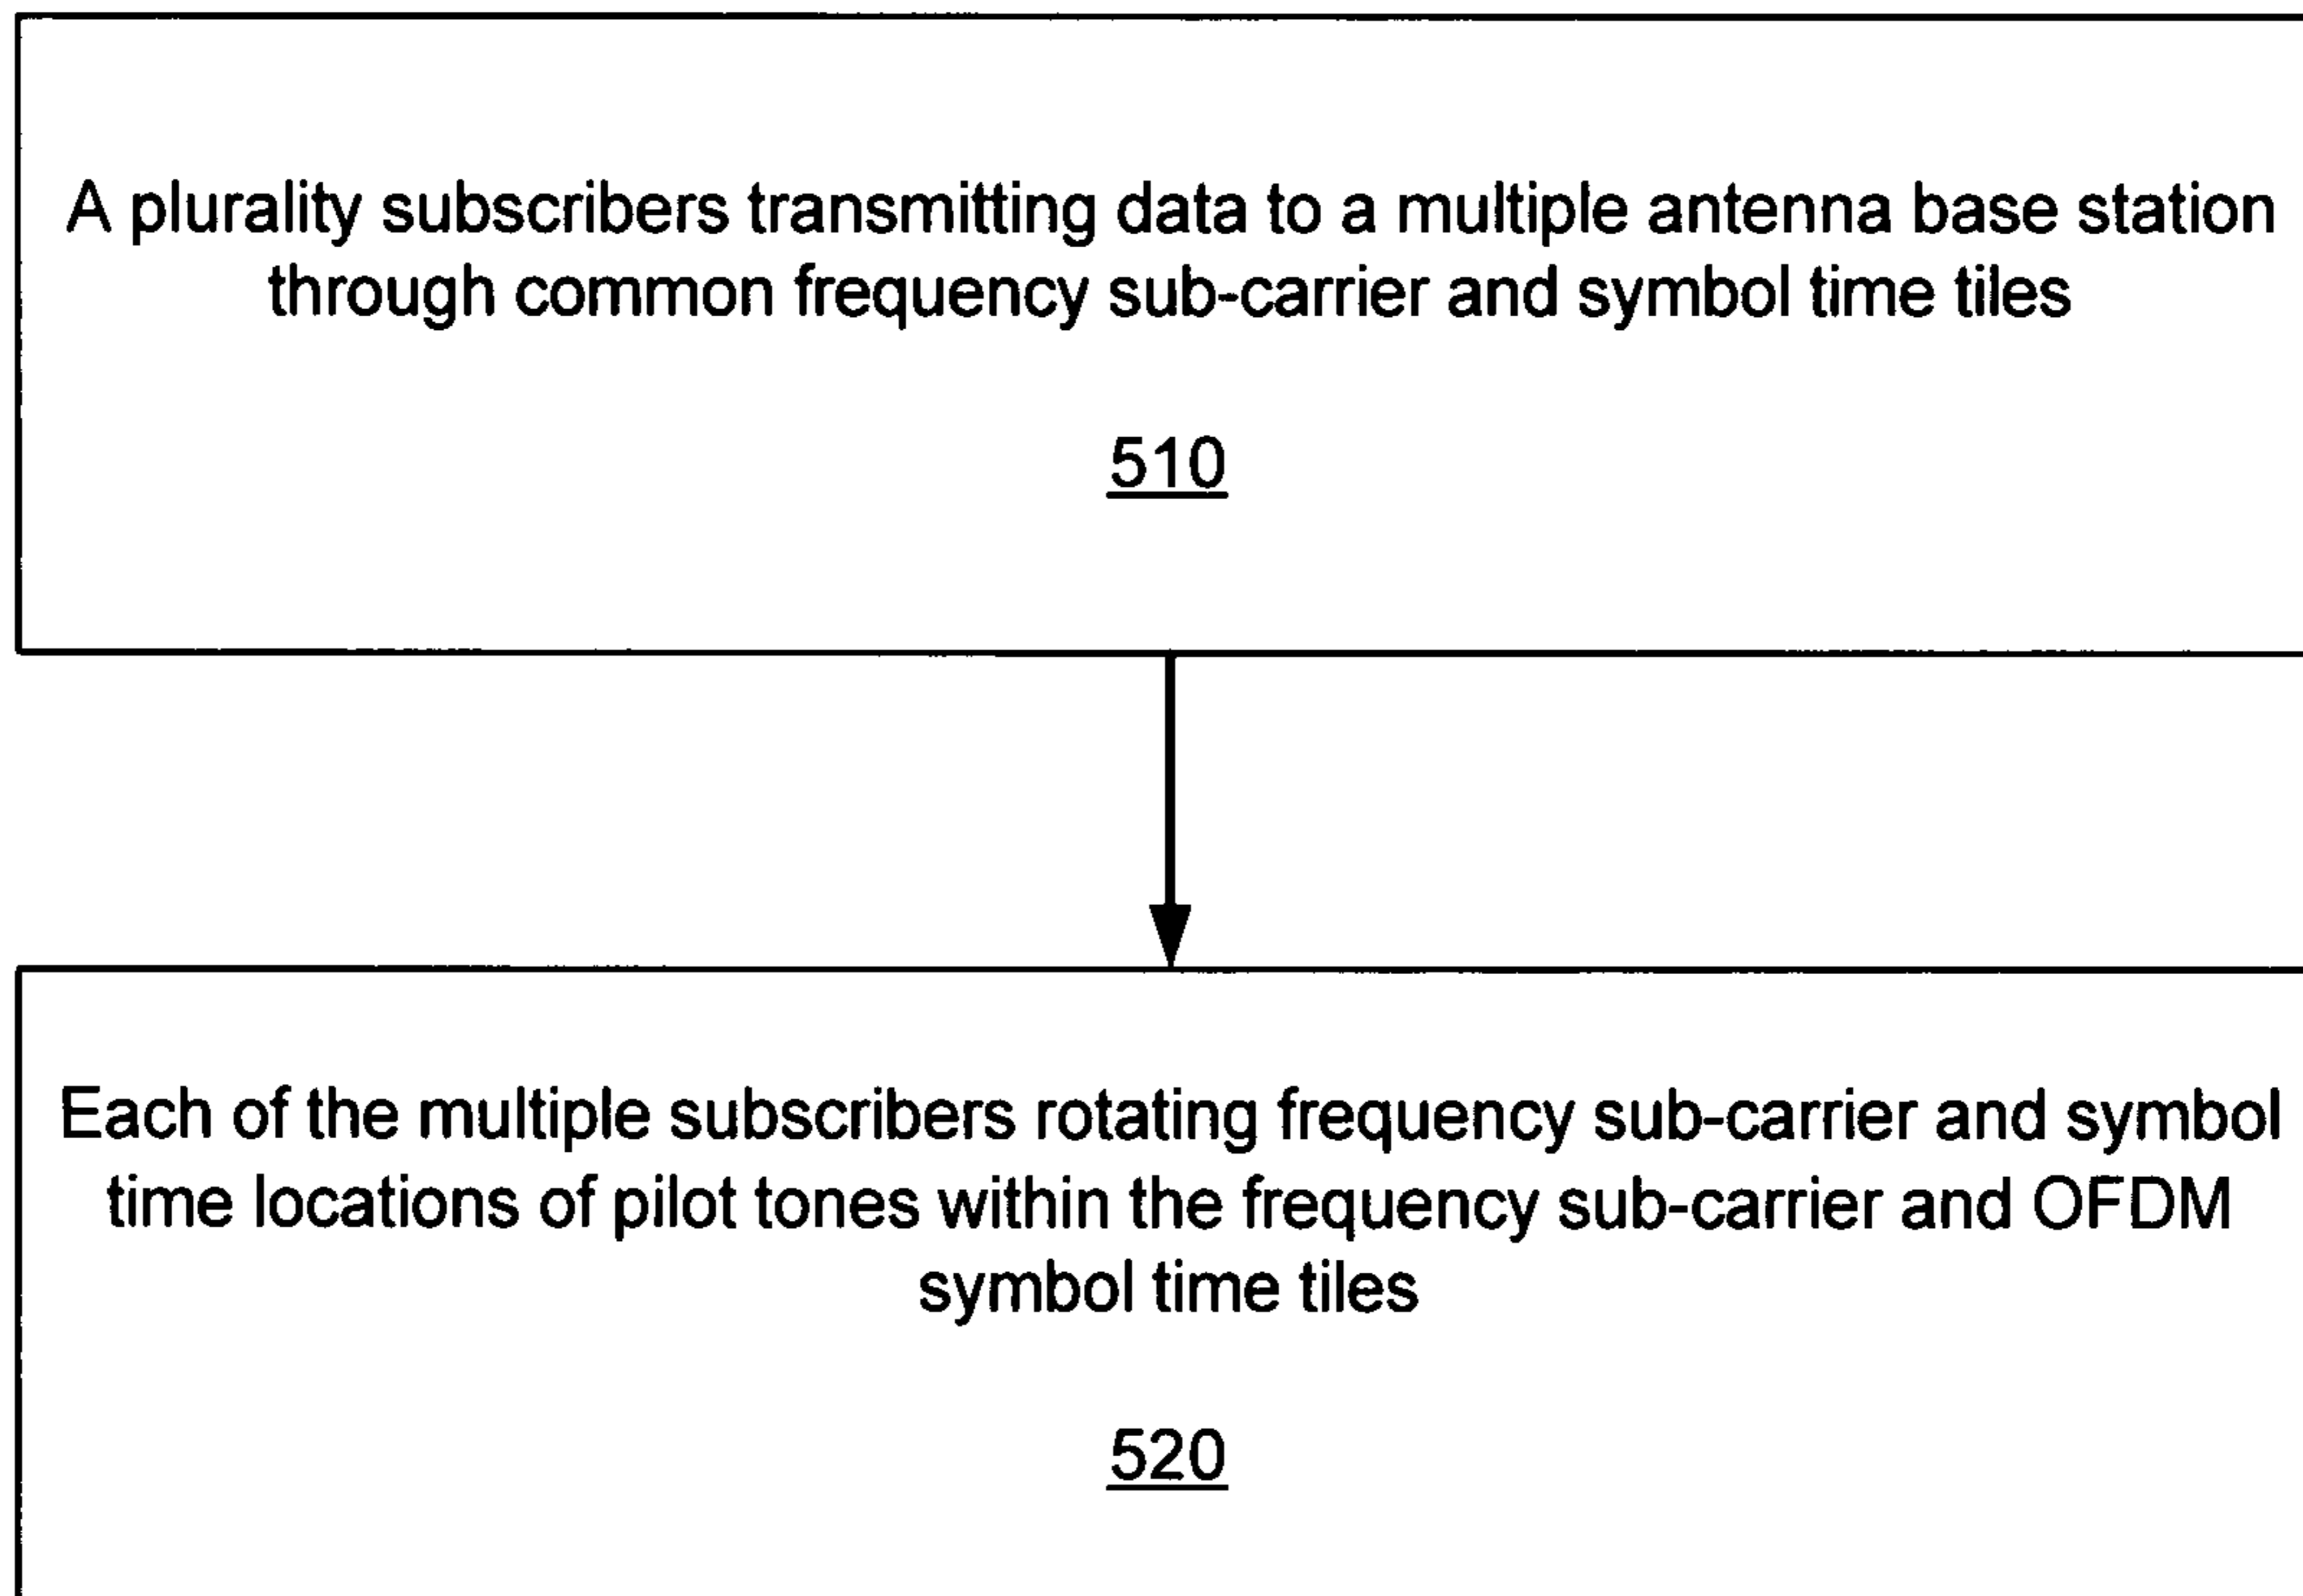 A plurality subscribers transmitting data to a multiple antenna base station
through common frequency sub-carrier and symbol time tiles
510
Each of the multiple subscribers rotating frequency sub-carrier and symbol
time locations of pilot tones within the frequency sub-carrier and OFDM
symbol time tiles
520